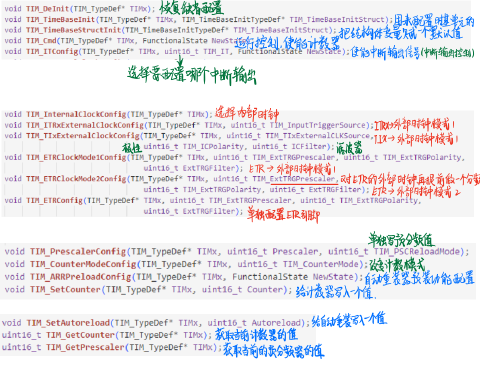 void TIM_DeInit(TIM_TypeDef* TIMx); 恢复缺省配置
void TIM_TimeBaseInit(TIM_TypeDef* TIMx, TIM_TimeBaseInitTypeDef* TIM_TimeBaseInitStruct); 用来配置时基单元
void TIM_TimeBaseStructInit(TIM_TimeBaseInitTypeDef* TIM_TimeBaseInitStruct); 把结构体变量赋一个默认值
void TIM_Cmd(TIM_TypeDef* TIMx, FunctionalState NewState); 运行控制,使能计数器
void TIM_ITConfig(TIM_TypeDef* TIMx, uint16_t TIM_IT, FunctionalState NewState); 使能中断输出信号(中断输出控制)
选择要配置哪个中断输出
void TIM_InternalClockConfig(TIM_TypeDef* TIMx); 选择内部时钟
void TIM_ITRxExternalClockConfig(TIM_TypeDef* TIMx, uint16_t TIM_InputTriggerSource); ITRx外部时钟模式1
void TIM_TIxExternalClockConfig(TIM_TypeDef* TIMx, uint16_t TIM_TIxExternalCLKSource, TIX→外部时钟模式1
极性 uint16_t TIM_ICPolarity, uint16_t ICFilter); 滤波器
void TIM_ETRClockMode1Config(TIM_TypeDef* TIMx, uint16_t TIM_ExtTRGPrescaler, uint16_t TIM_ExtTRGPolarity,
uint16_t ExtTRGFilter); ETR→外部时钟模式1
void TIM_ETRClockMode2Config(TIM_TypeDef* TIMx, uint16_t TIM_ExtTRGPrescaler, 对ETR的外部时钟再提前做一个分频
uint16_t TIM_ExtTRGPolarity, uint16_t ExtTRGFilter); ETR→外部时钟模式2
void TIM_ETRConfig(TIM_TypeDef* TIMx, uint16_t TIM_ExtTRGPrescaler, uint16_t TIM_ExtTRGPolarity,
uint16_t ExtTRGFilter);
单独配置ETR引脚
单独写预分频值
void TIM_PrescalerConfig(TIM_TypeDef* TIMx, uint16_t Prescaler, uint16_t TIM_PSCReloadMode);
void TIM_CounterModeConfig(TIM_TypeDef* TIMx, uint16_t TIM_CounterMode); 改变计数模式
void TIM_ARRPreloadConfig(TIM_TypeDef* TIMx, FunctionalState NewState); 自动重装器预装功能配置
void TIM_SetCounter(TIM_TypeDef* TIMx, uint16_t Counter); 给计数器写入一个值
void TIM_SetAutoreload(TIM_TypeDef* TIMx, uint16_t Autoreload); 给自动重装写入一个值
uint16_t TIM_GetCounter(TIM_TypeDef* TIMx); 获取当前计数器的值
uint16_t TIM_GetPrescaler(TIM_TypeDef* TIMx); 获取当前的预分频器的值